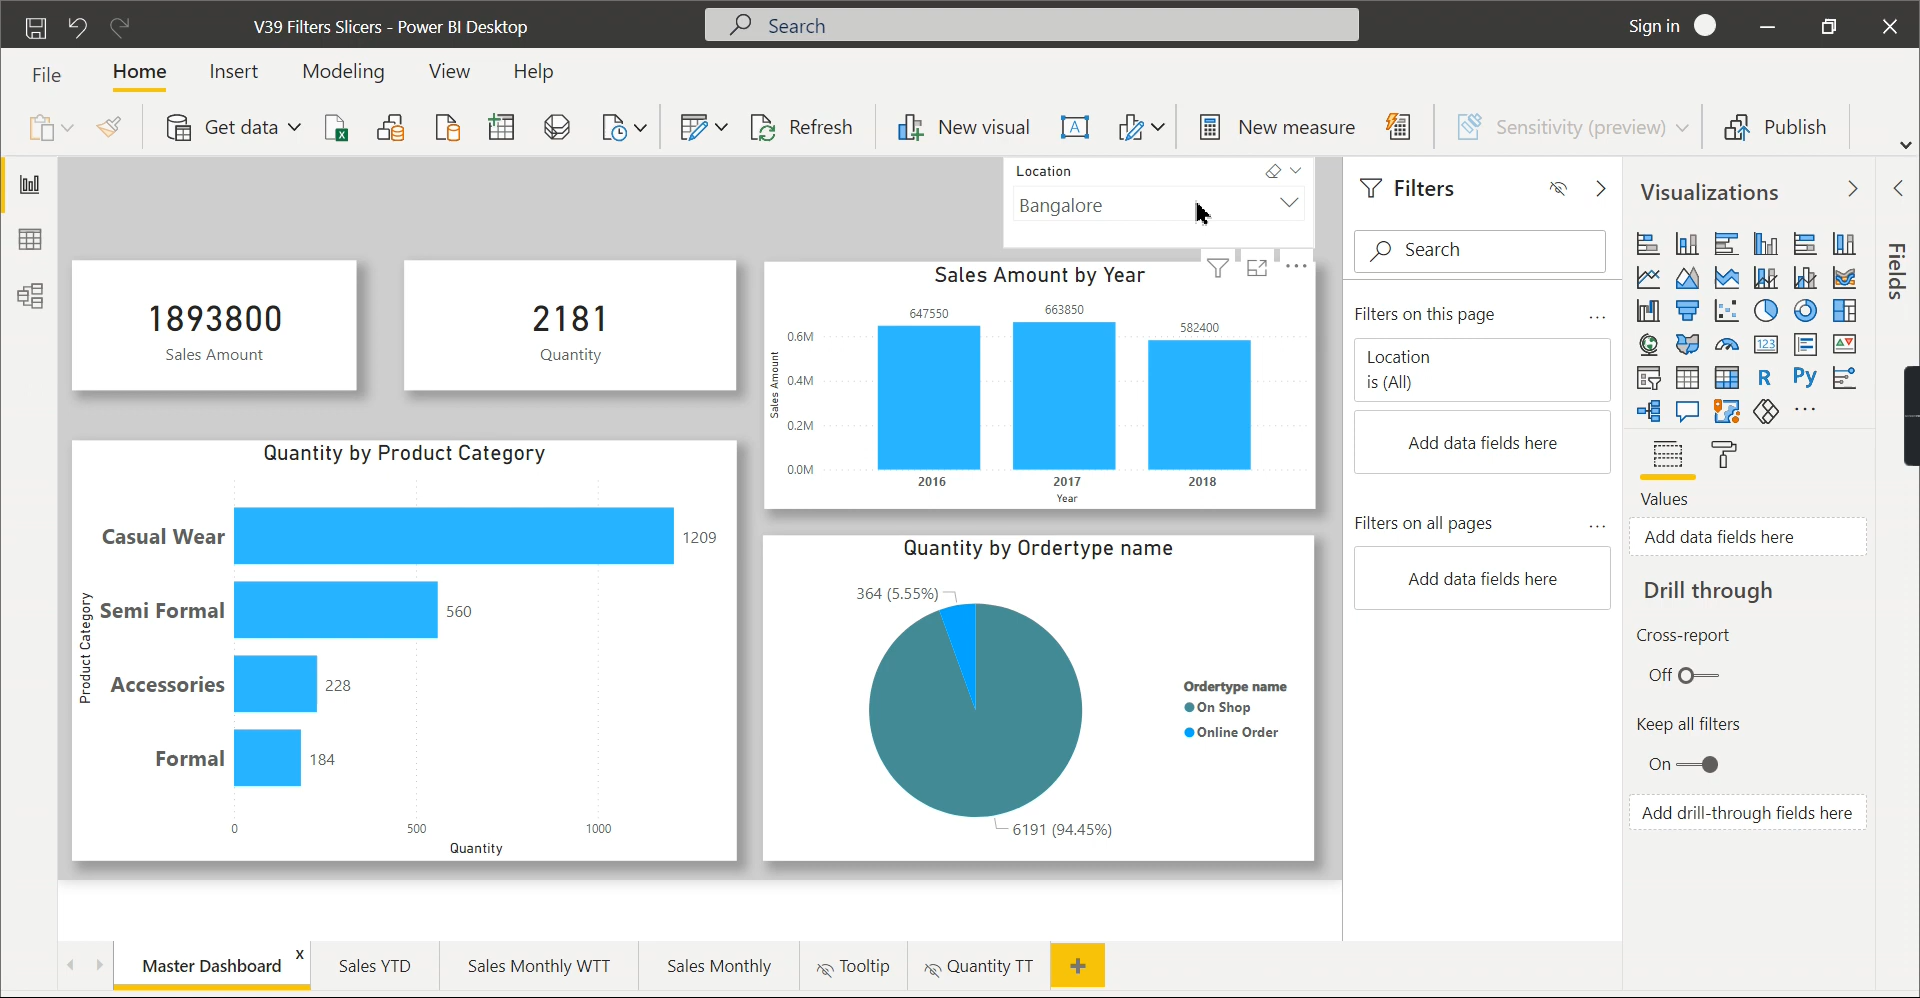 V39 Filters Slicers - Power BI Desktop
Search
Sign in
File
Home
Insert
Modeling
View
Help
Get data
Refresh
New visual
A
New measure
Sensitivity (preview)
Publish
Location
Bangalore
1893800
Sales Amount
2181
Quantity
Sales Amount by Year
Sales Amount
0.6M
0.4M
0.2M
0.0M
647550
663850
582400
2016
2017
2018
Year
Quantity by Product Category
Product Category
Casual Wear
1209
Semi Formal
560
Accessories
228
Formal
184
0
500
1000
Quantity
Quantity by Ordertype name
364 (5.55%)
6191 (94.45%)
Ordertype name
On Shop
Online Order
Filters
Search
Filters on this page
...
Location
is (All)
Add data fields here
Filters on all pages
...
Add data fields here
Visualizations
123
R
Py
...
Values
Add data fields here
Drill through
Cross-report
Off
Keep all filters
On
Add drill-through fields here
Fields
Master Dashboard
x
Sales YTD
Sales Monthly WTT
Sales Monthly
Tooltip
Quantity TT
+